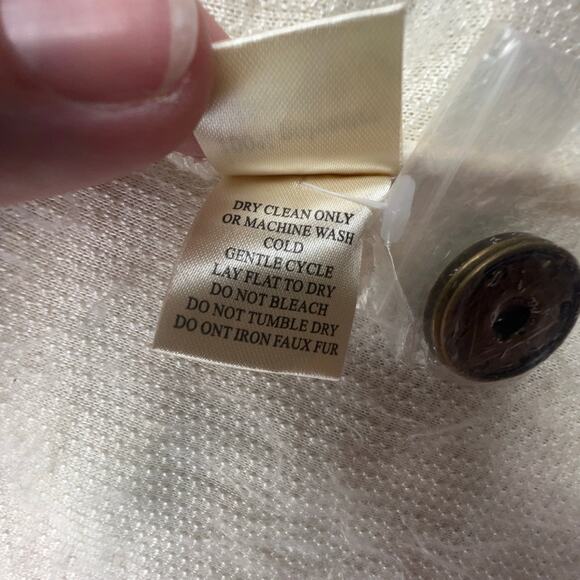 DRY CLEAN ONLY
OR MACHINE WASH
COLD
GENTLE CYCLE
LAY FLAT TO DRY
DO NOT BLEACH
DO NOT TUMBLE DRY
DO ONT IRON FAUX FUR